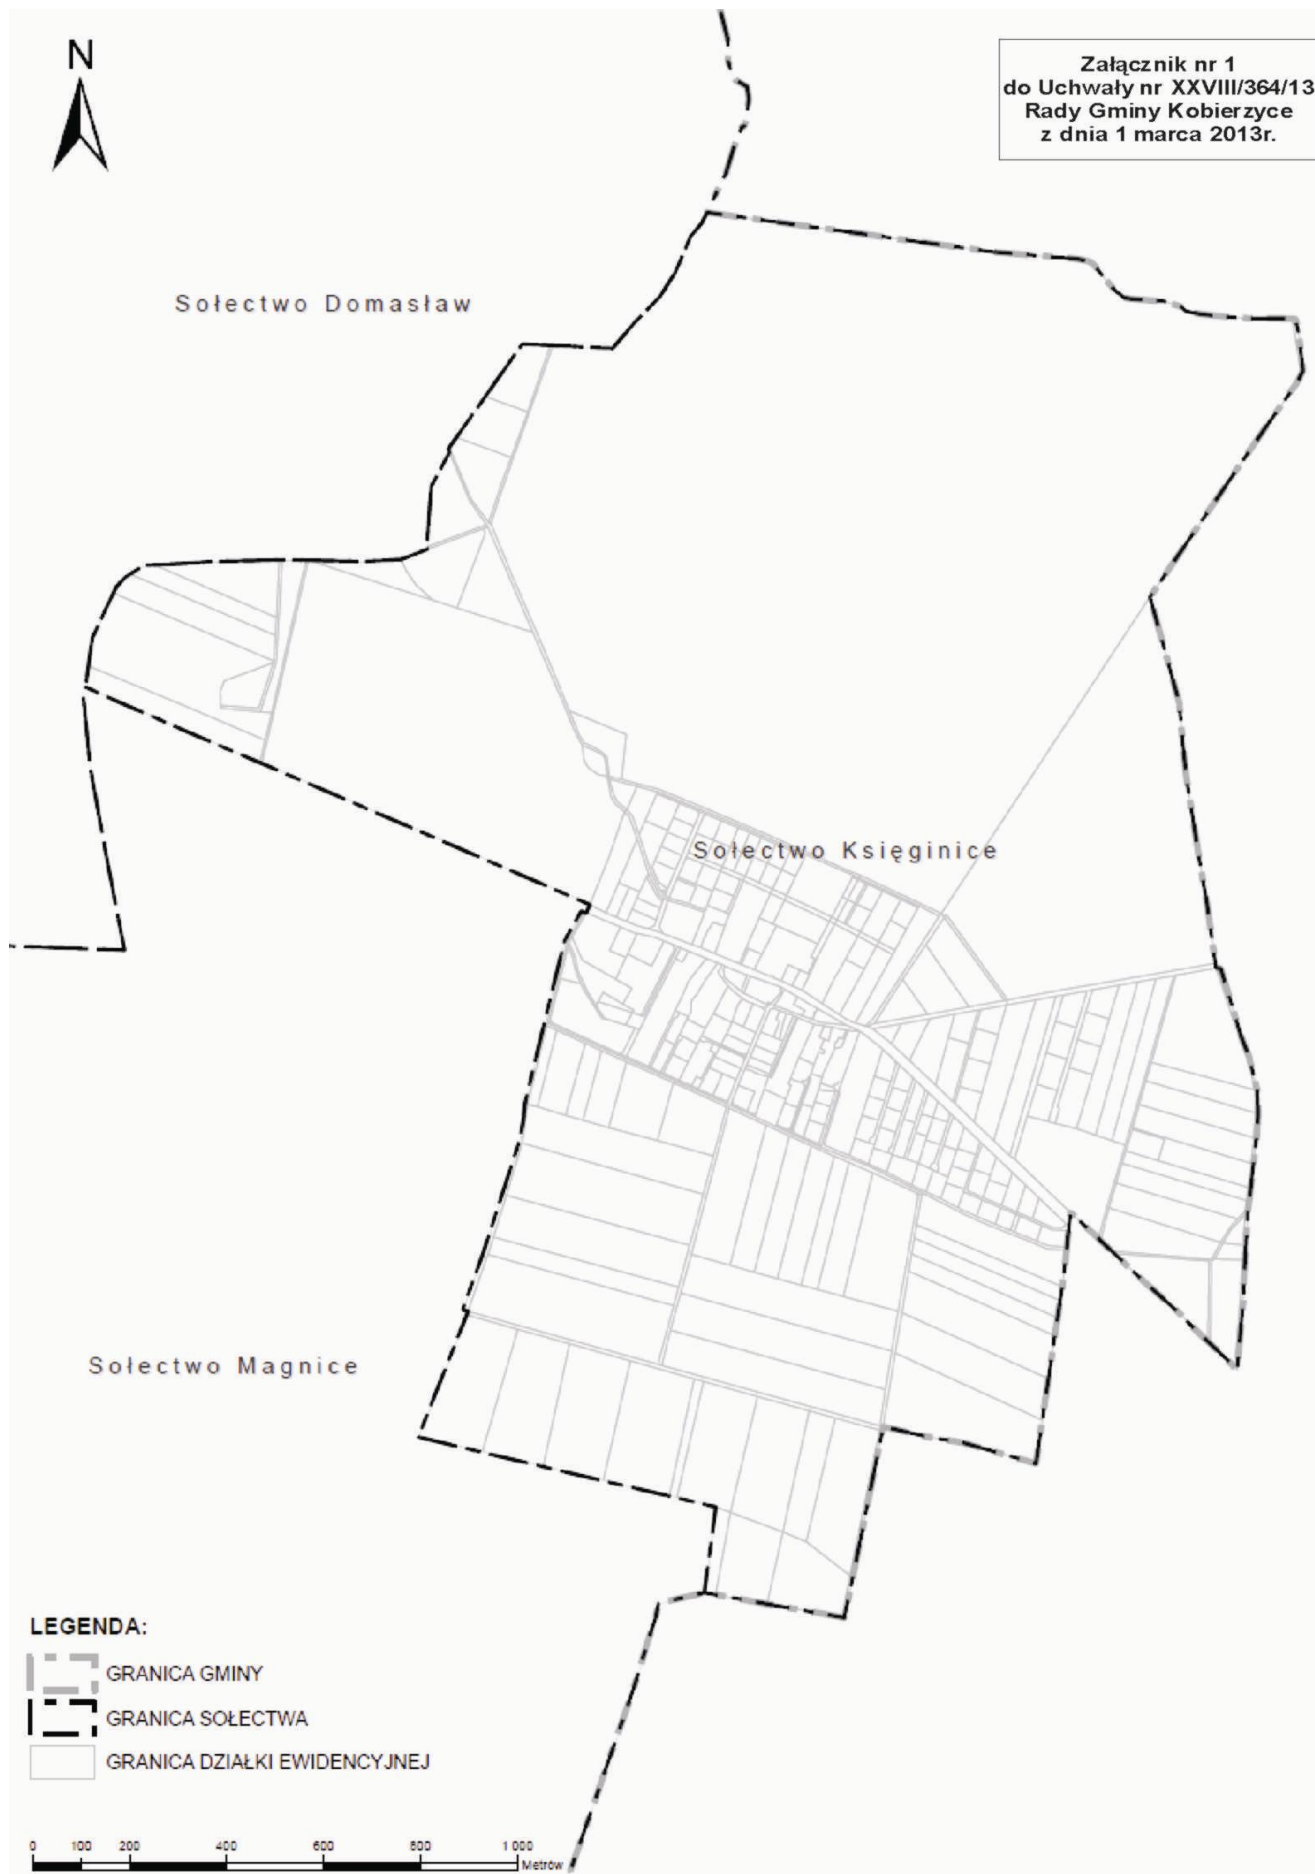 N
Załącznik nr 1
do Uchwały nr XXVIII/364/13
Rady Gminy Kobierzyce
z dnia 1 marca 2013r.
Sołectwo Domasław
Sołectwo Księginice
Sołectwo Magnice
LEGENDA:
GRANICA GMINY
GRANICA SOŁECTWA
GRANICA DZIAŁKI EWIDENCYJNEJ
0 100 200 400 600 800 1 000
Metrów